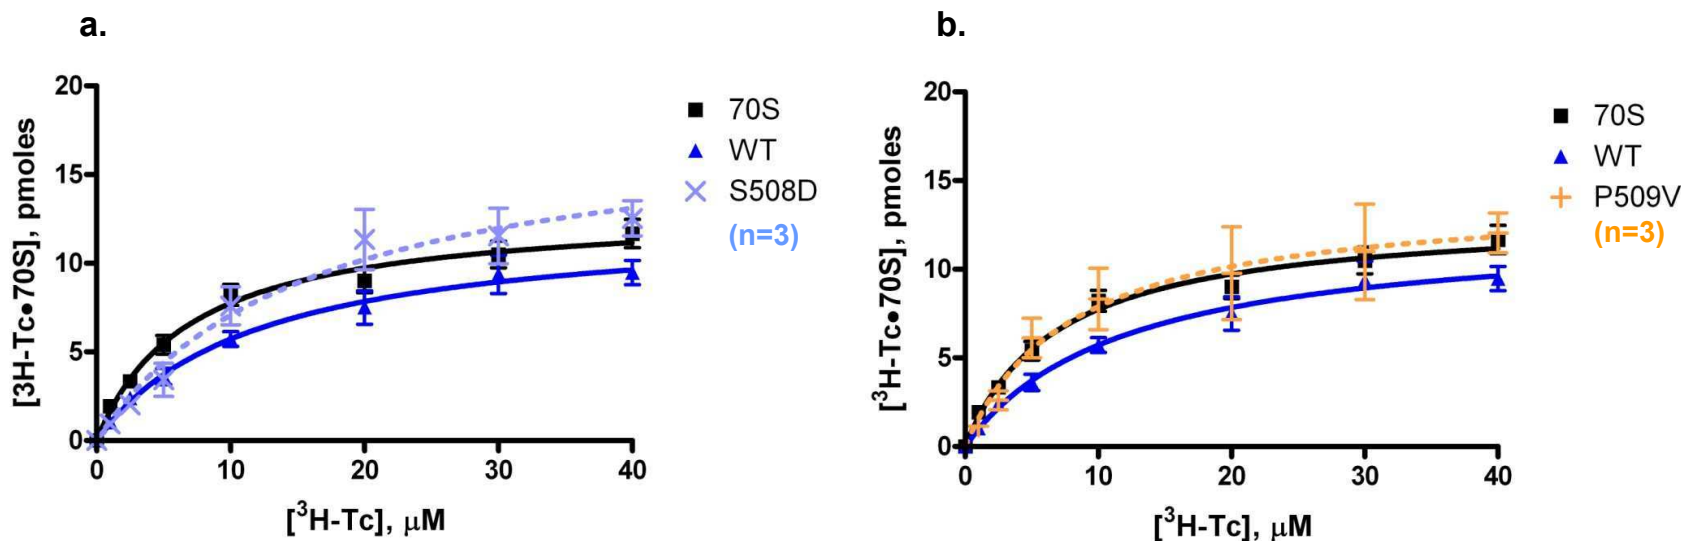 a.
[3H-Tc●70S], pmoles
20
15
10
5
0
0 10 20 30 40
[³H-Tc], μM
70S
WT
S508D
(n=3)
b.
[³H-Tc●70S], pmoles
20
15
10
5
0
0 10 20 30 40
[³H-Tc], μM
70S
WT
P509V
(n=3)